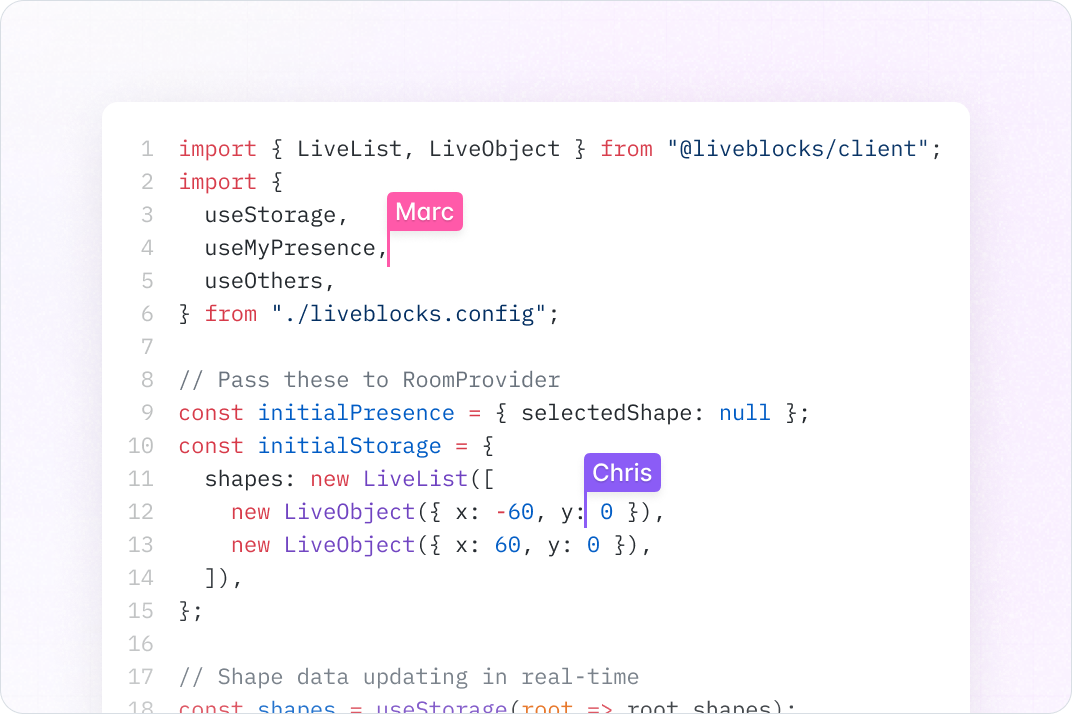 1 import { LiveList, LiveObject } from "@liveblocks/client";
2 import {
3   useStorage,
Marc
4   useMyPresence,
5   useOthers,
6 } from "./liveblocks.config";
7
8 // Pass these to RoomProvider
9 const initialPresence = { selectedShape: null };
10 const initialStorage = {
11   shapes: new LiveList([
Chris
12     new LiveObject({ x: -60, y: 0 }),
13     new LiveObject({ x: 60, y: 0 }),
14   ]),
15 };
16
17 // Shape data updating in real-time
18 const shapes = useStorage(root => root.shapes);